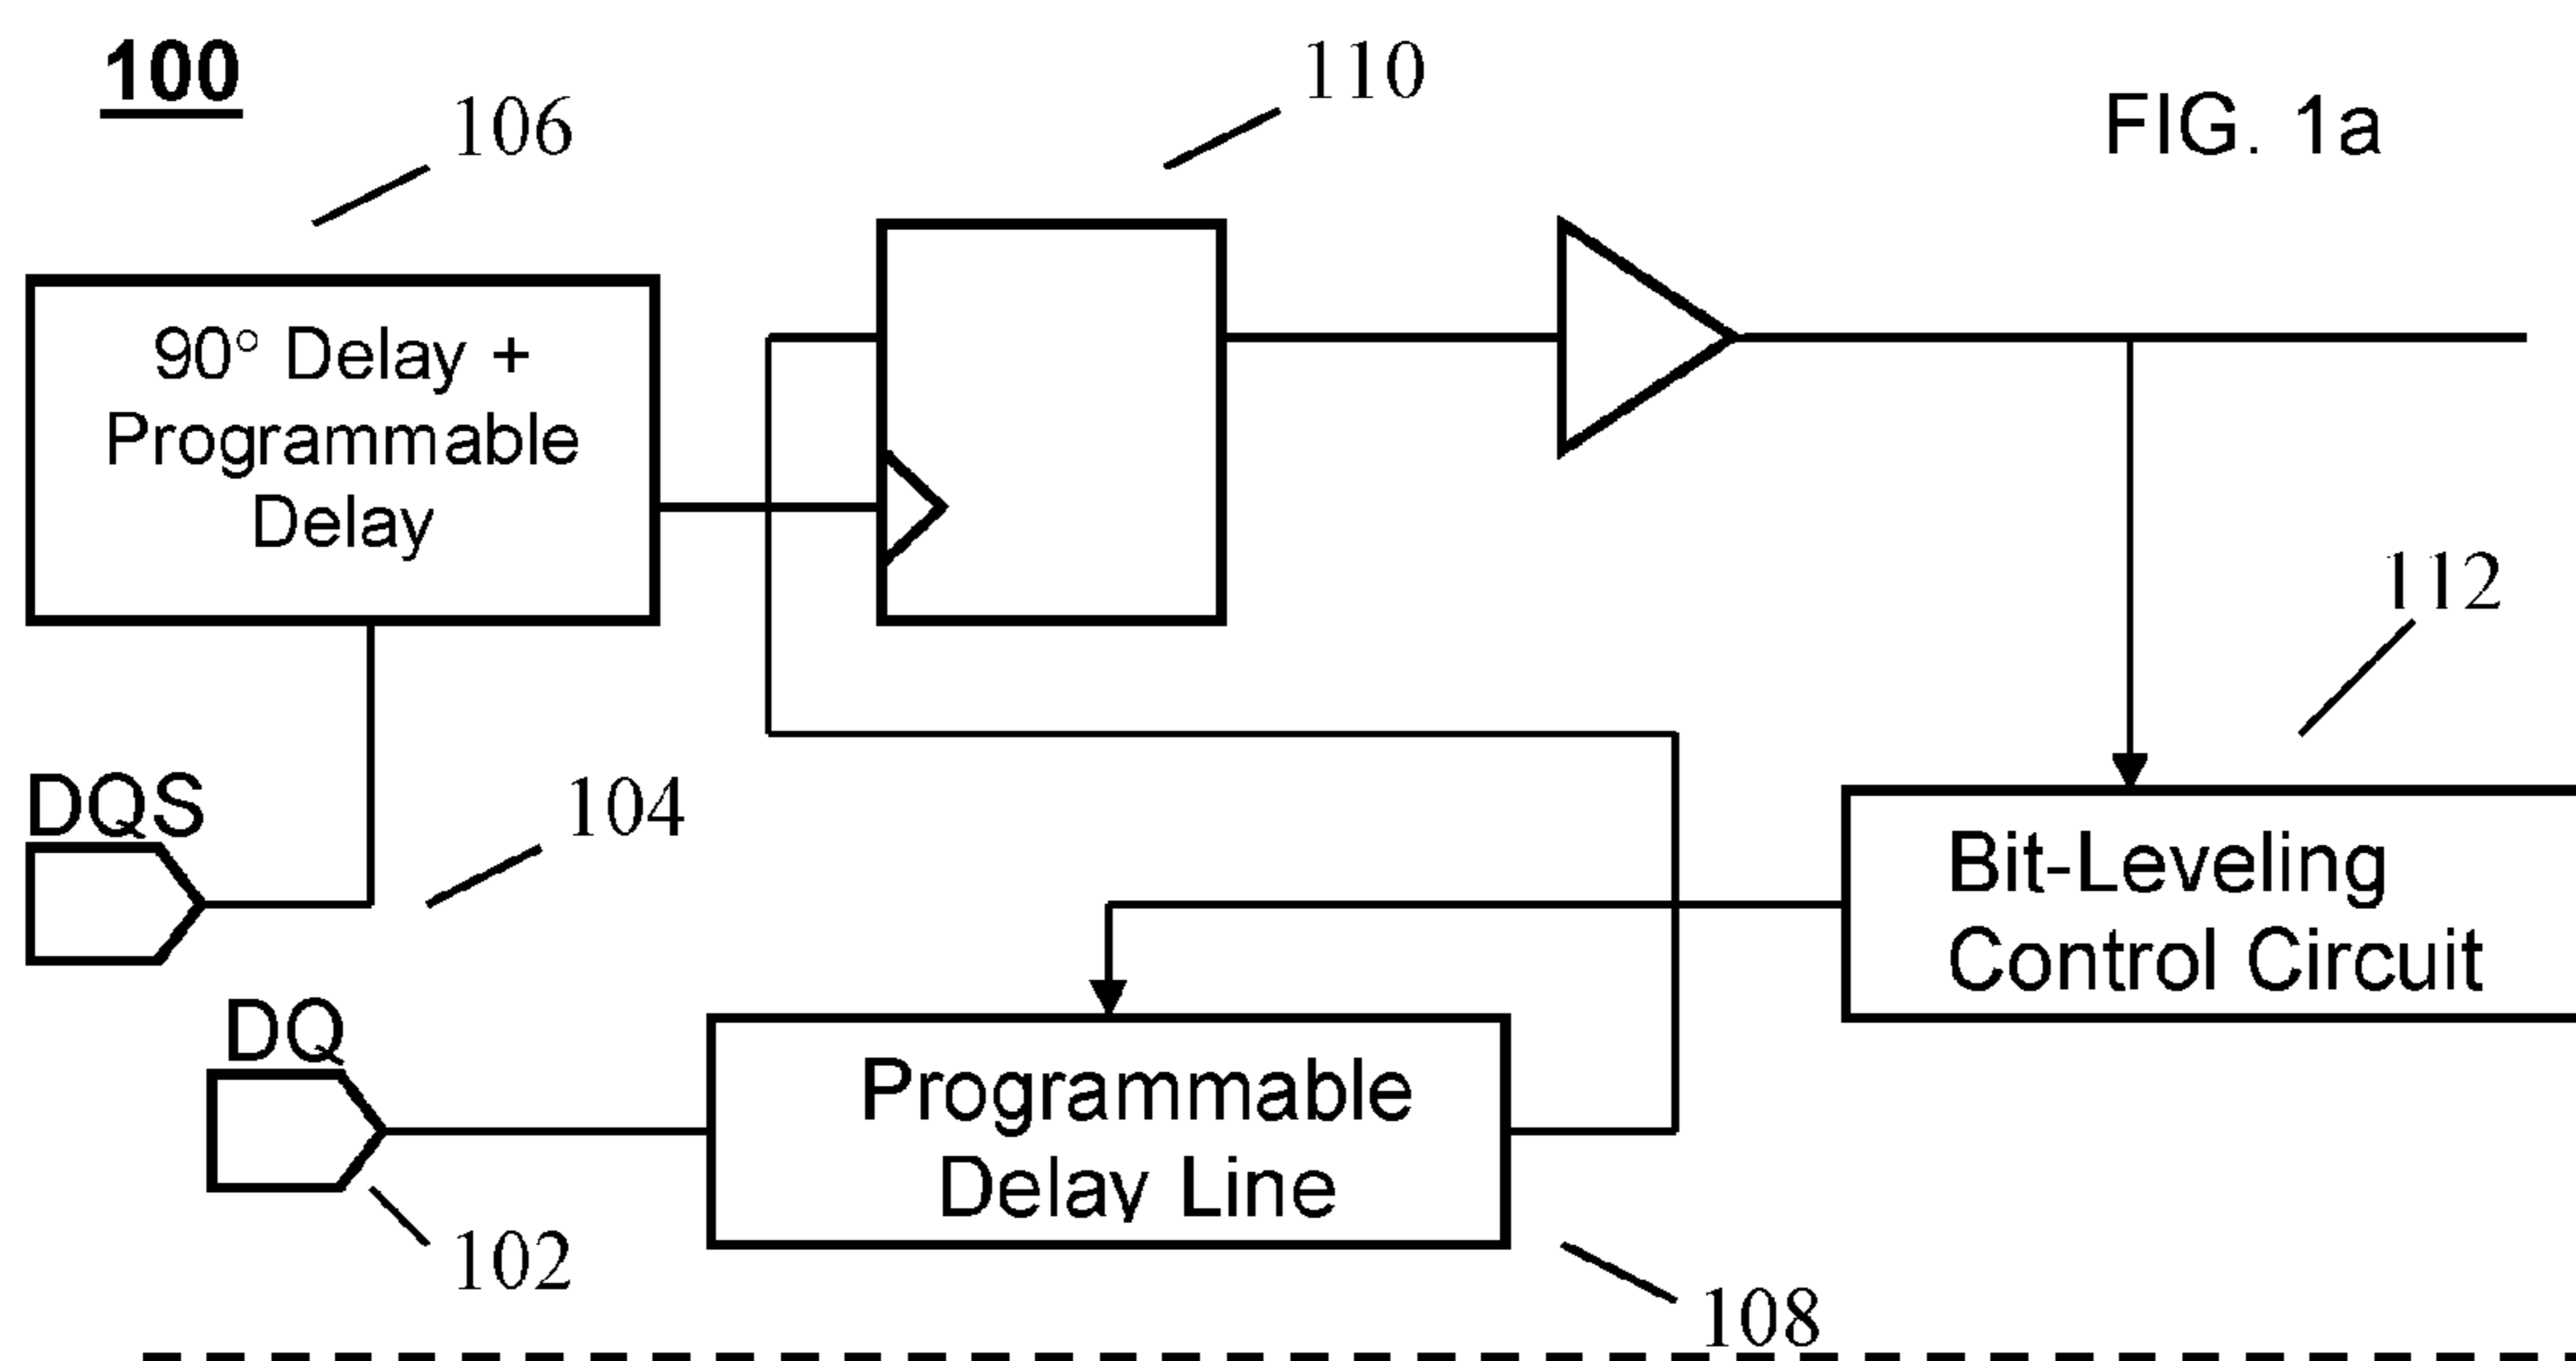 100
106
110
FIG. 1a
90° Delay +
Programmable
Delay
112
DQS
104
Bit-Leveling
Control Circuit
DQ
Programmable
Delay Line
102
108